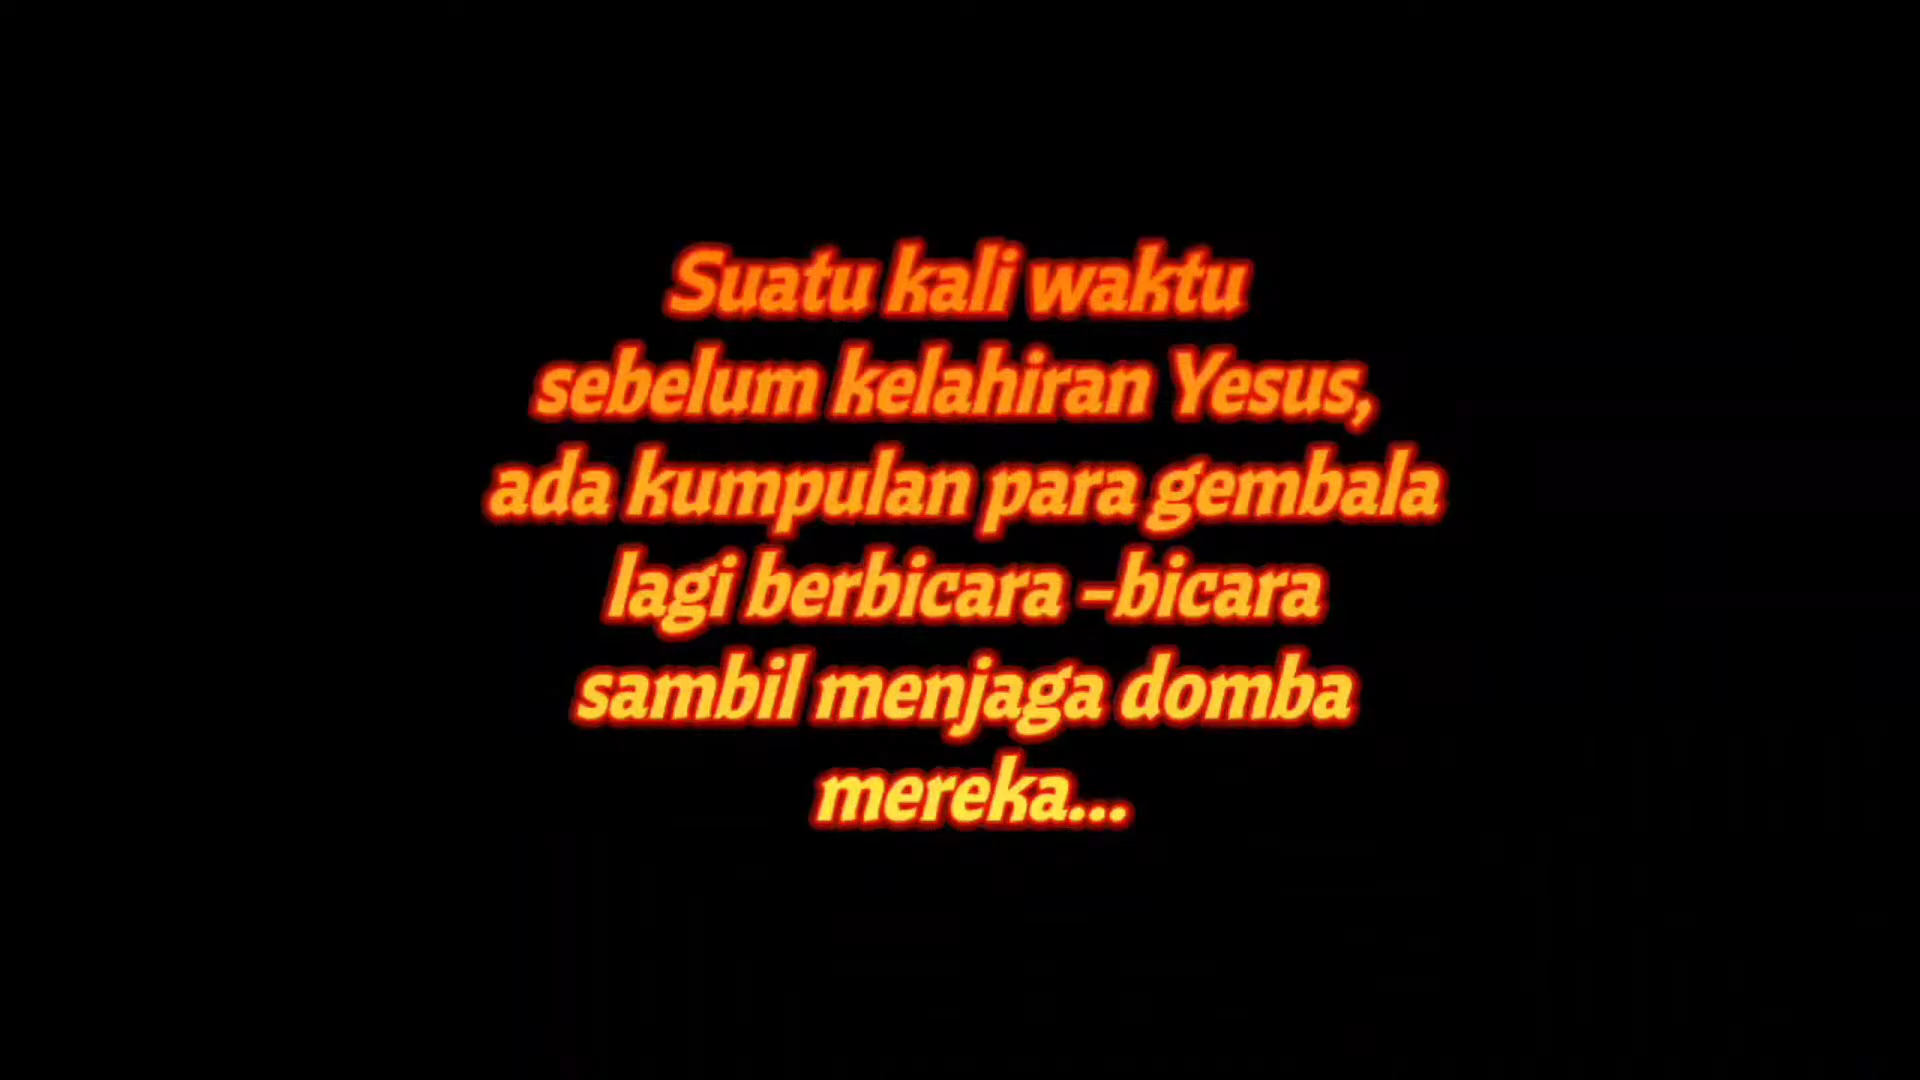 Suatu kali waktu
sebelum kelahiran Yesus,
ada kumpulan para gembala
lagi berbicara -bicara
sambil menjaga domba
mereka...